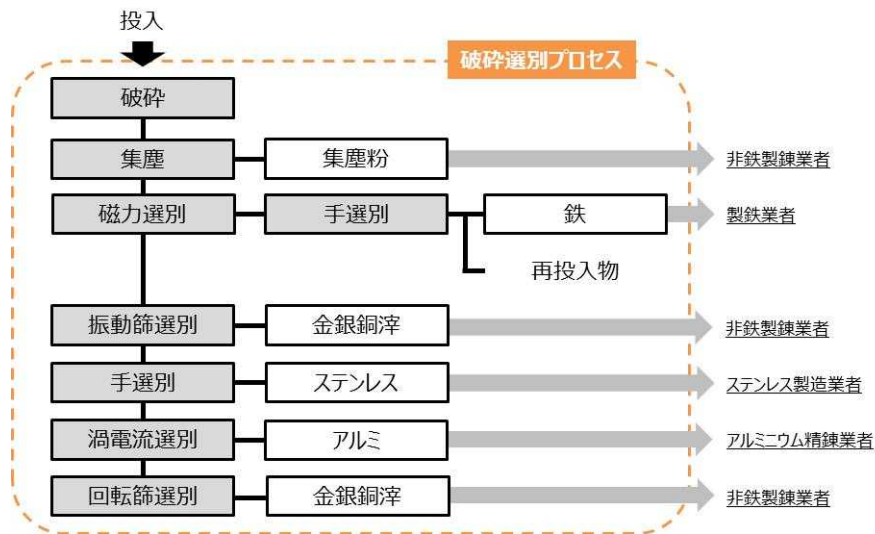 投入
破砕選別プロセス
破砕
集塵
集塵粉
非鉄製錬業者
磁力選別
手選別
鉄
製鉄業者
再投入物
振動篩選別
金銀銅滓
非鉄製錬業者
手選別
ステンレス
ステンレス製造業者
渦電流選別
アルミ
アルミニウム精錬業者
回転篩選別
金銀銅滓
非鉄製錬業者